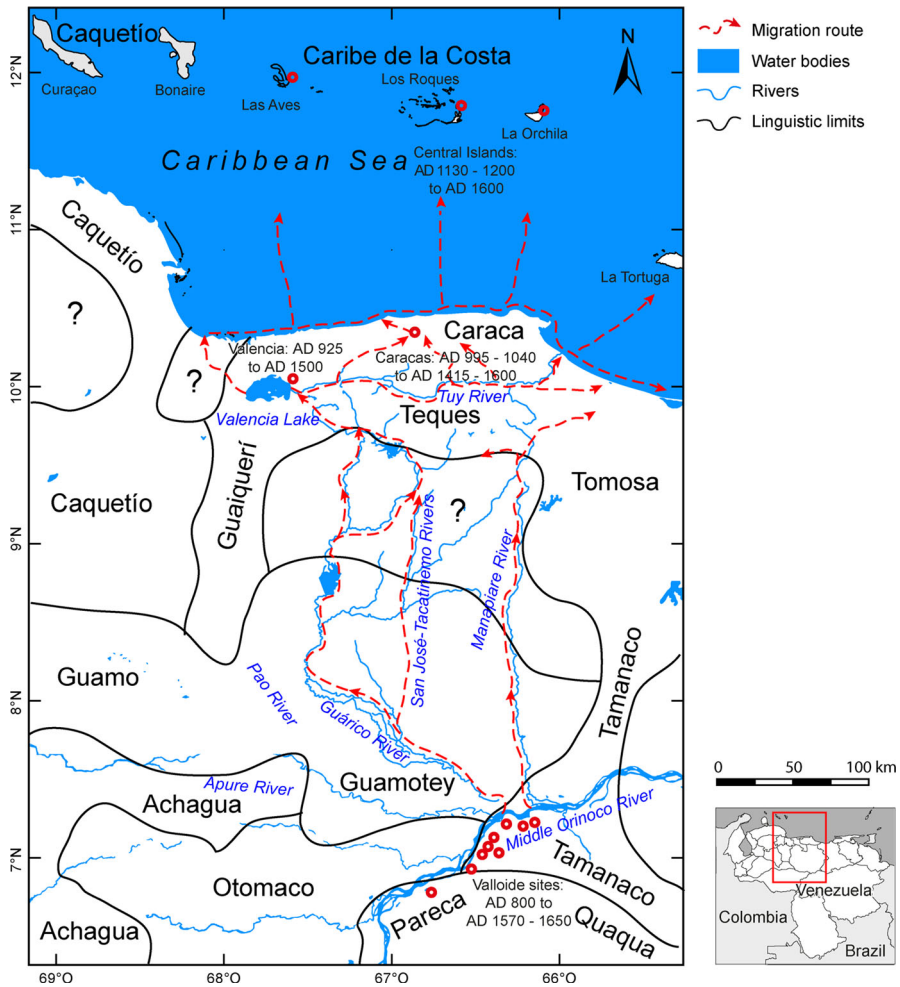 Caquetío
Curaçao
Bonaire
Caribe de la Costa
Las Aves
Los Roques
La Orchila
N
Caribbean Sea
Central Islands:
AD 1130 - 1200
to AD 1600
Caquetío
La Tortuga
?
?
Caraca
Valencia: AD 925
to AD 1500
Caracas: AD 995 - 1040
to AD 1415 - 1600
Tuy River
Valencia Lake
Teques
Caquetío
Guaiquerí
?
Tomosa
San José-Tacatinemo Rivers
Manapiare River
Guamo
Pao River
Guárico River
Tamanaco
Guamotey
Apure River
Achagua
Middle Orinoco River
Otomaco
Tamanaco
Valloide sites:
AD 800 to
AD 1570 - 1650
Pareca
Quaqua
Achagua
12°N
11°N
10°N
9°N
8°N
7°N
69°O
68°O
67°O
66°O
Migration route
Water bodies
Rivers
Linguistic limits
0 50 100 km
Venezuela
Colombia
Brazil